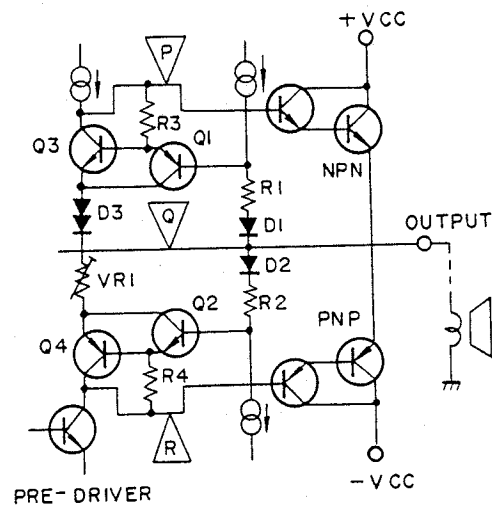 +VCC
P
R3
Q3
Q1
R1
NPN
D3
Q
D1
OUTPUT
D2
VR1
Q2
R2
PNP
Q4
R4
R
PRE-DRIVER
-VCC